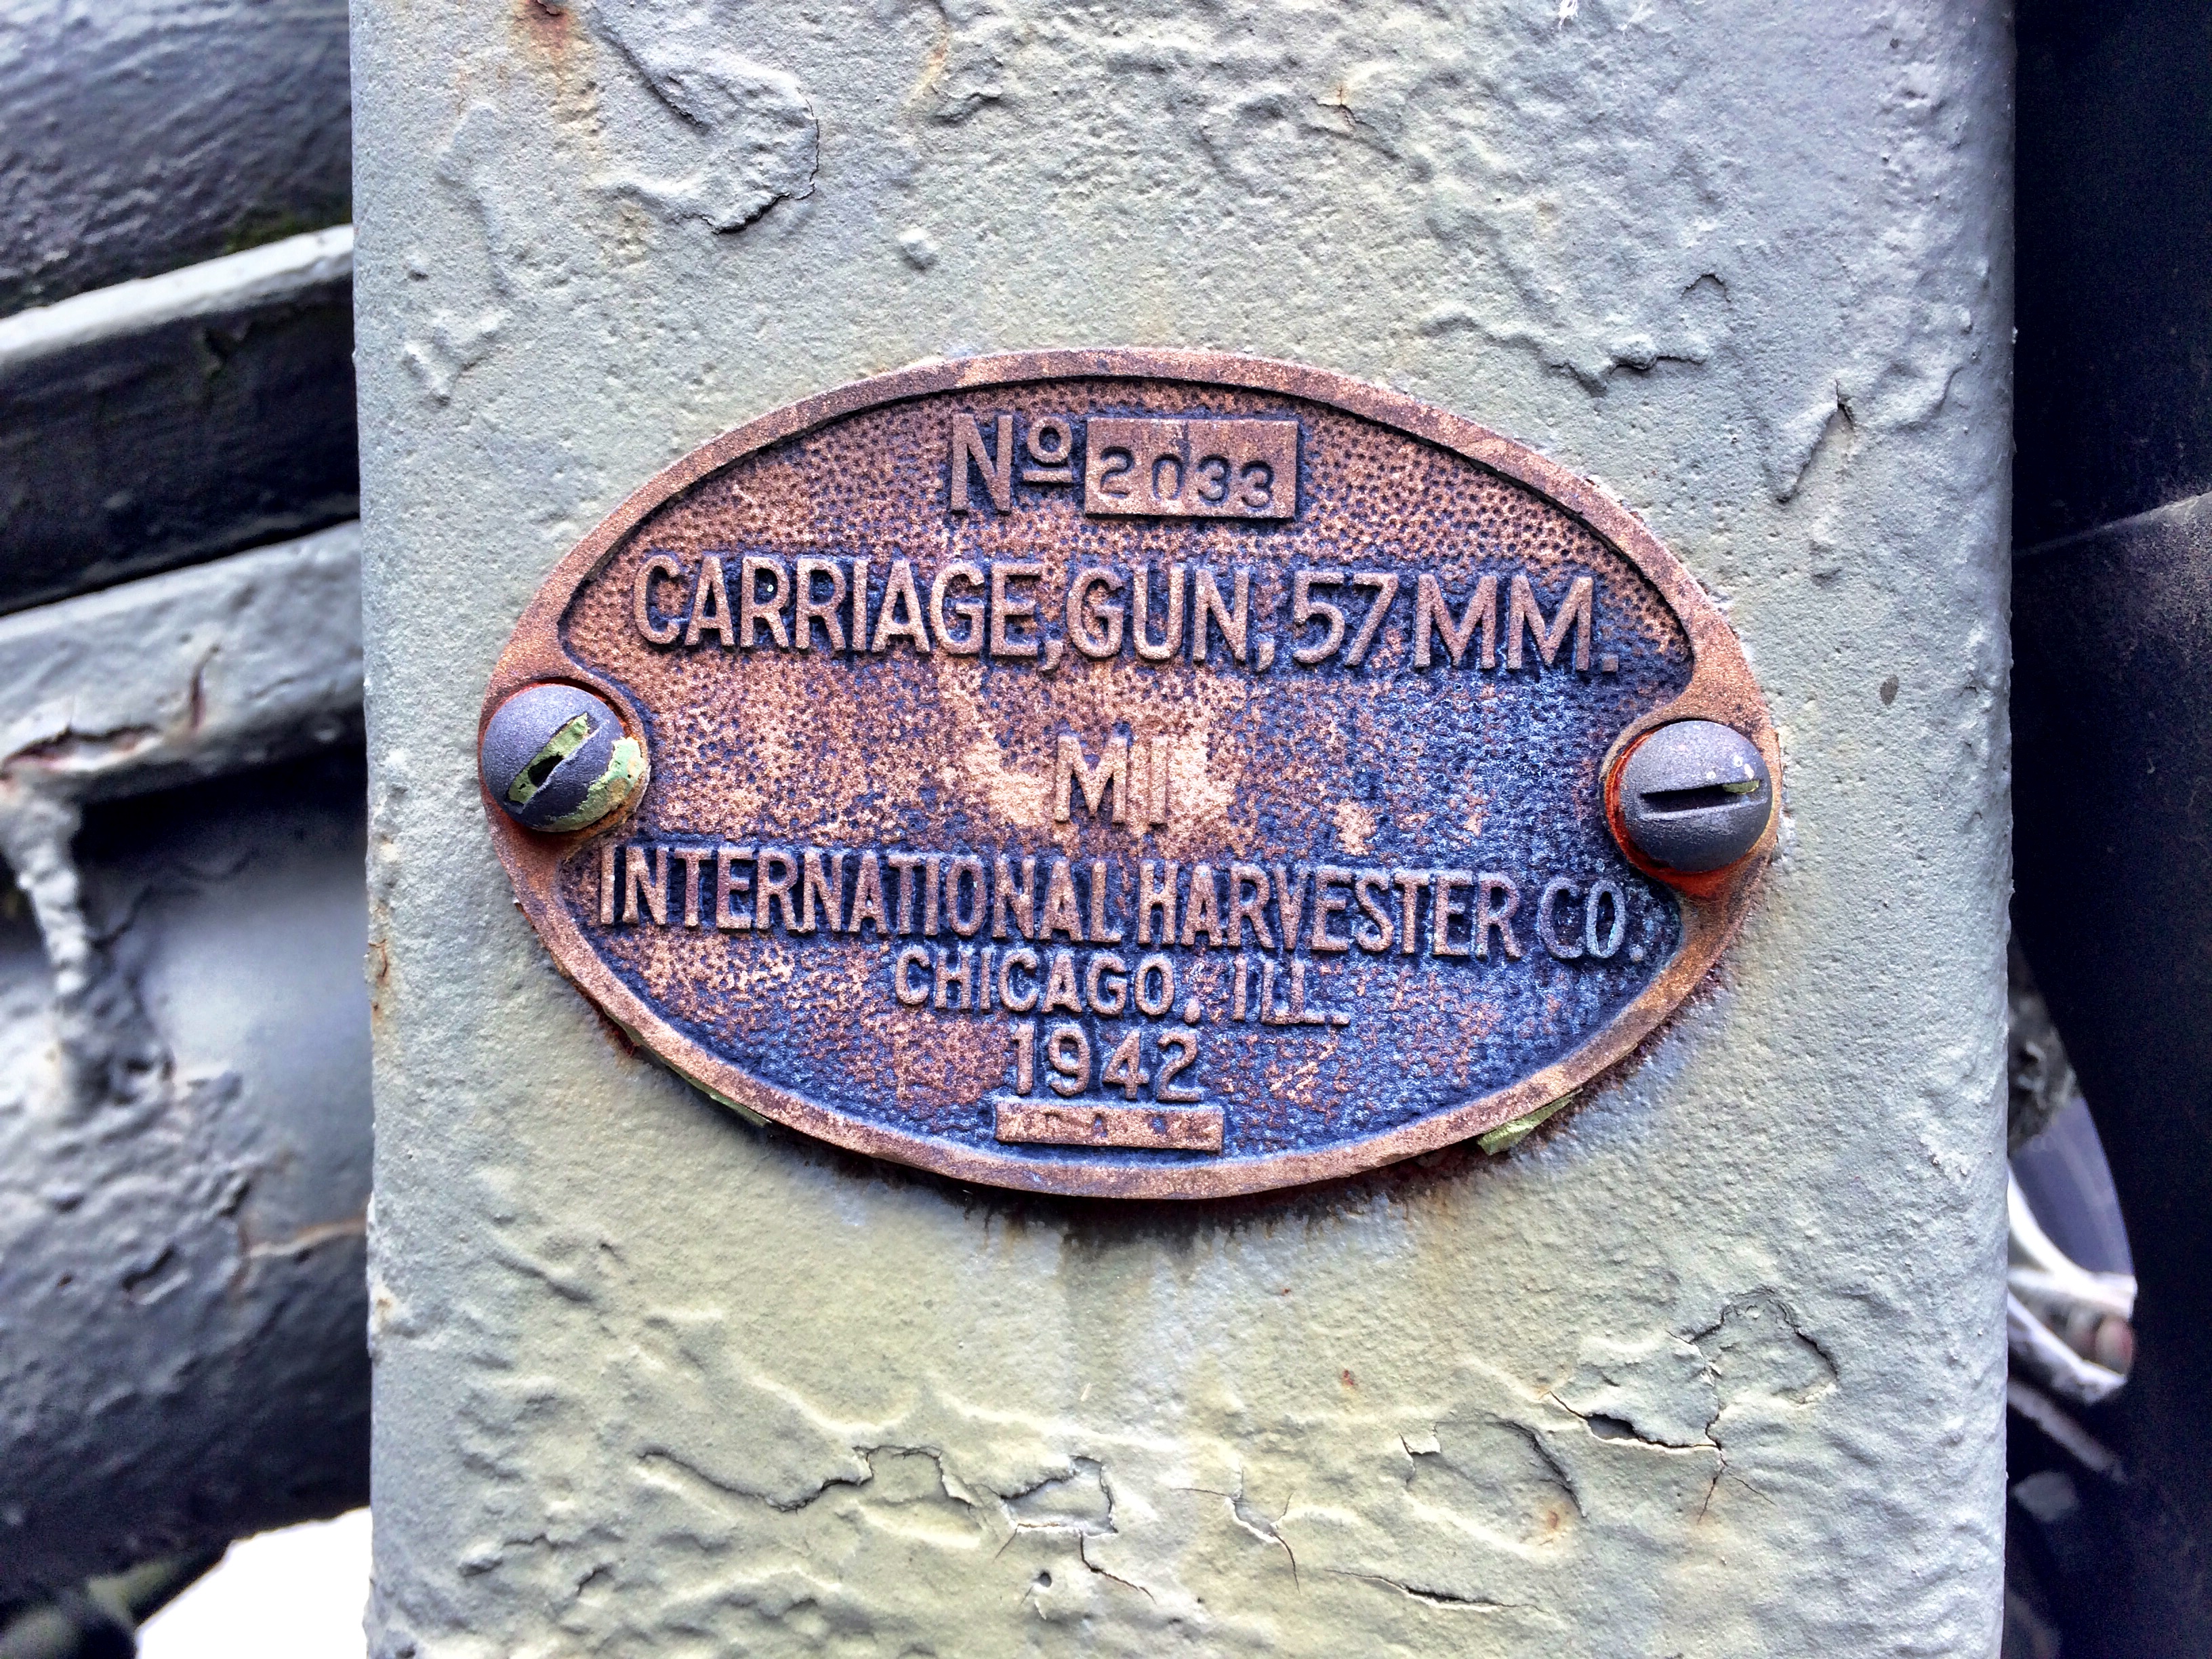 Nº 2033
CARRIAGE, GUN, 57 MM.
M1
INTERNATIONAL HARVESTER CO.
CHICAGO, ILL.
1942